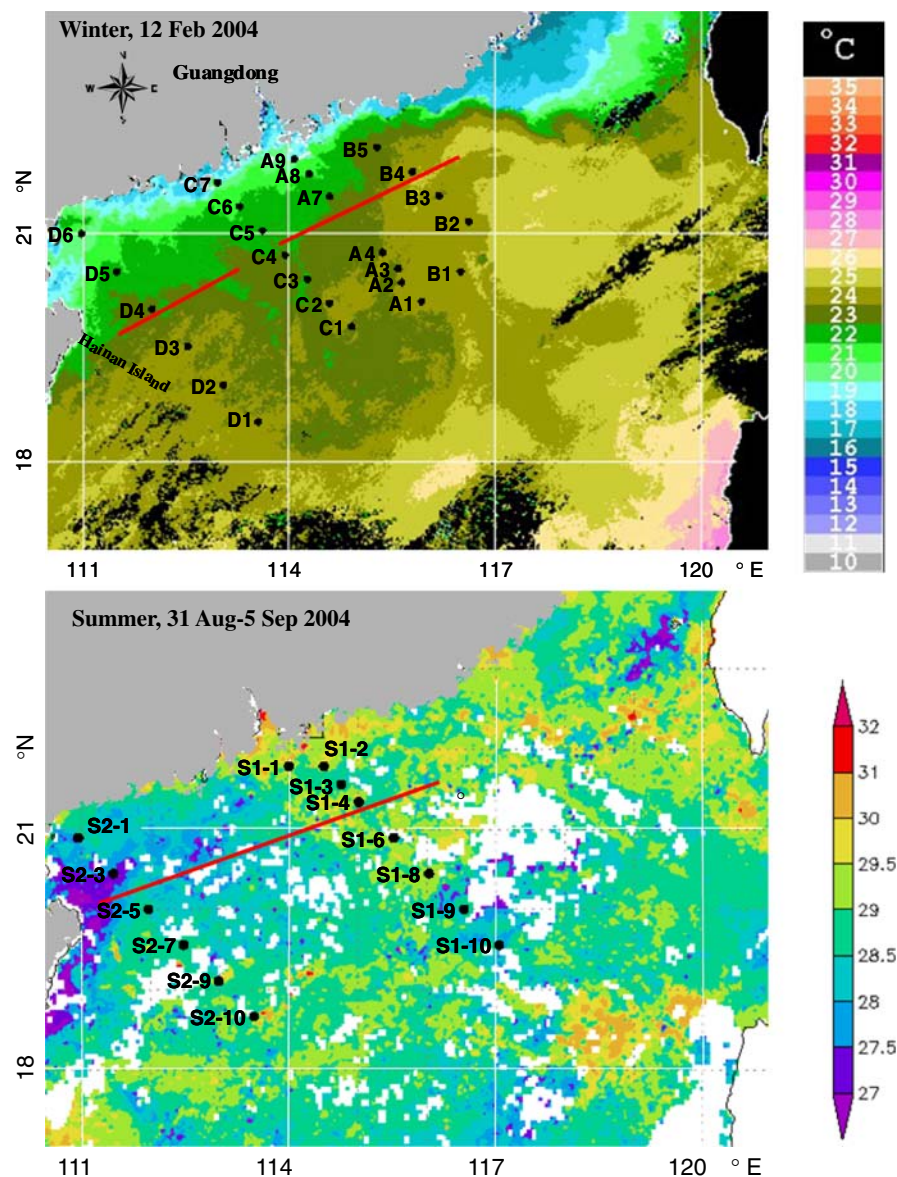 Winter, 12 Feb 2004
N
W
E
S
Guangdong
°C
35
34
33
32
31
30
29
28
27
26
25
24
23
22
21
20
19
18
17
16
15
14
13
12
11
10
°N
21
18
A9
A8
A7
B5
B4
B3
B2
B1
C7
C6
C5
C4
C3
C2
C1
A4
A3
A2
A1
D6
D5
D4
D3
D2
D1
Hainan Island
111
114
117
120
° E
Summer, 31 Aug-5 Sep 2004
°N
21
18
S1-1
S1-2
S1-3
S1-4
S1-6
S1-8
S1-9
S1-10
S2-1
S2-3
S2-5
S2-7
S2-9
S2-10
32
31
30
29.5
29
28.5
28
27.5
27
111
114
117
120
° E